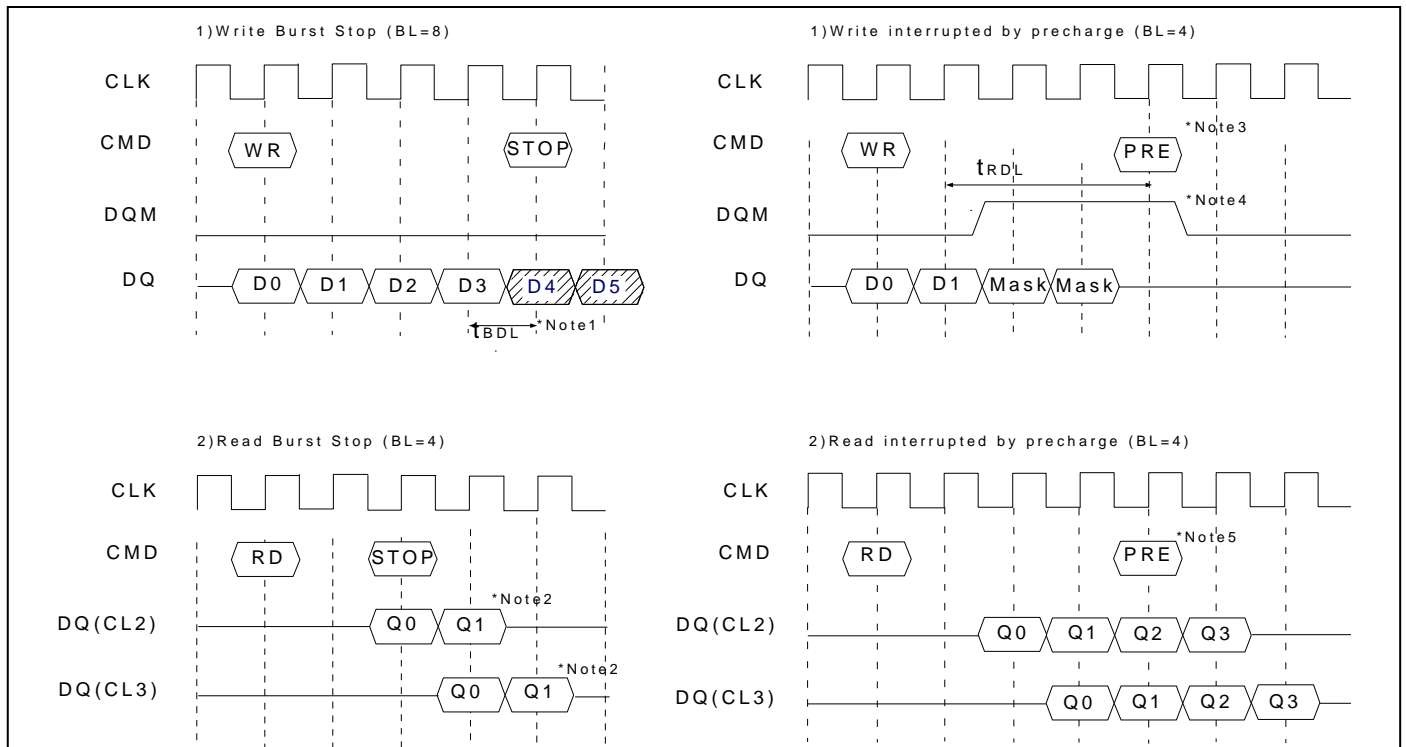 1)Write Burst Stop (BL=8)
CLK
CMD WR STOP
DQM
DQ D0 D1 D2 D3 D4 D5
tBDL *Note1
1)Write interrupted by precharge (BL=4)
CLK
CMD WR PRE *Note3
tRDL
DQM *Note4
DQ D0 D1 Mask Mask
2)Read Burst Stop (BL=4)
CLK
CMD RD STOP
DQ(CL2) Q0 Q1 *Note2
DQ(CL3) Q0 Q1 *Note2
2)Read interrupted by precharge (BL=4)
CLK
CMD RD PRE *Note5
DQ(CL2) Q0 Q1 Q2 Q3
DQ(CL3) Q0 Q1 Q2 Q3